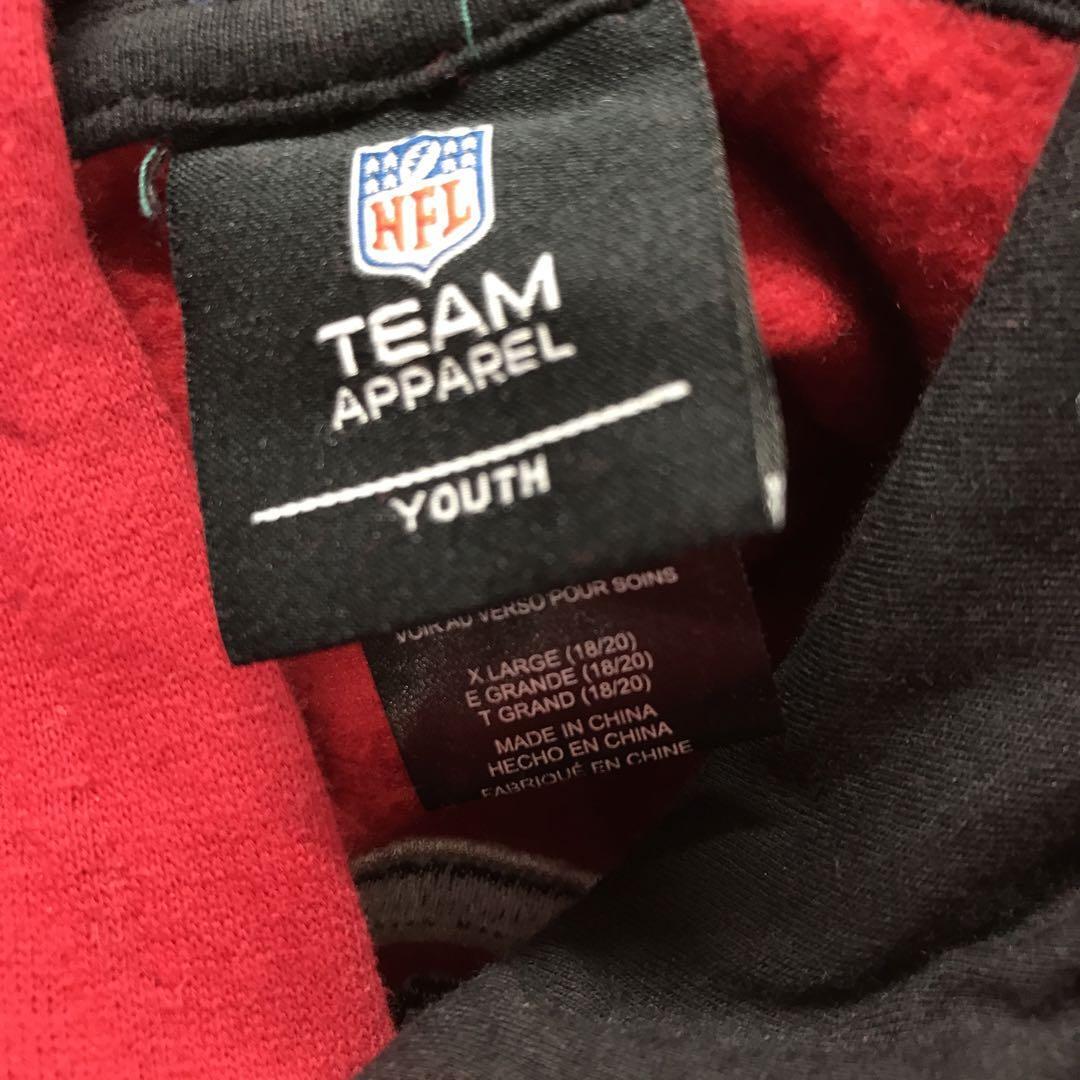 NFL
TEAM
APPAREL
YOUTH
VOIR AU VERSO POUR SOINS
X LARGE (18/20)
E GRANDE (18/20)
T GRAND (18/20)
MADE IN CHINA
HECHO EN CHINA
FABRIQUÉ EN CHINE